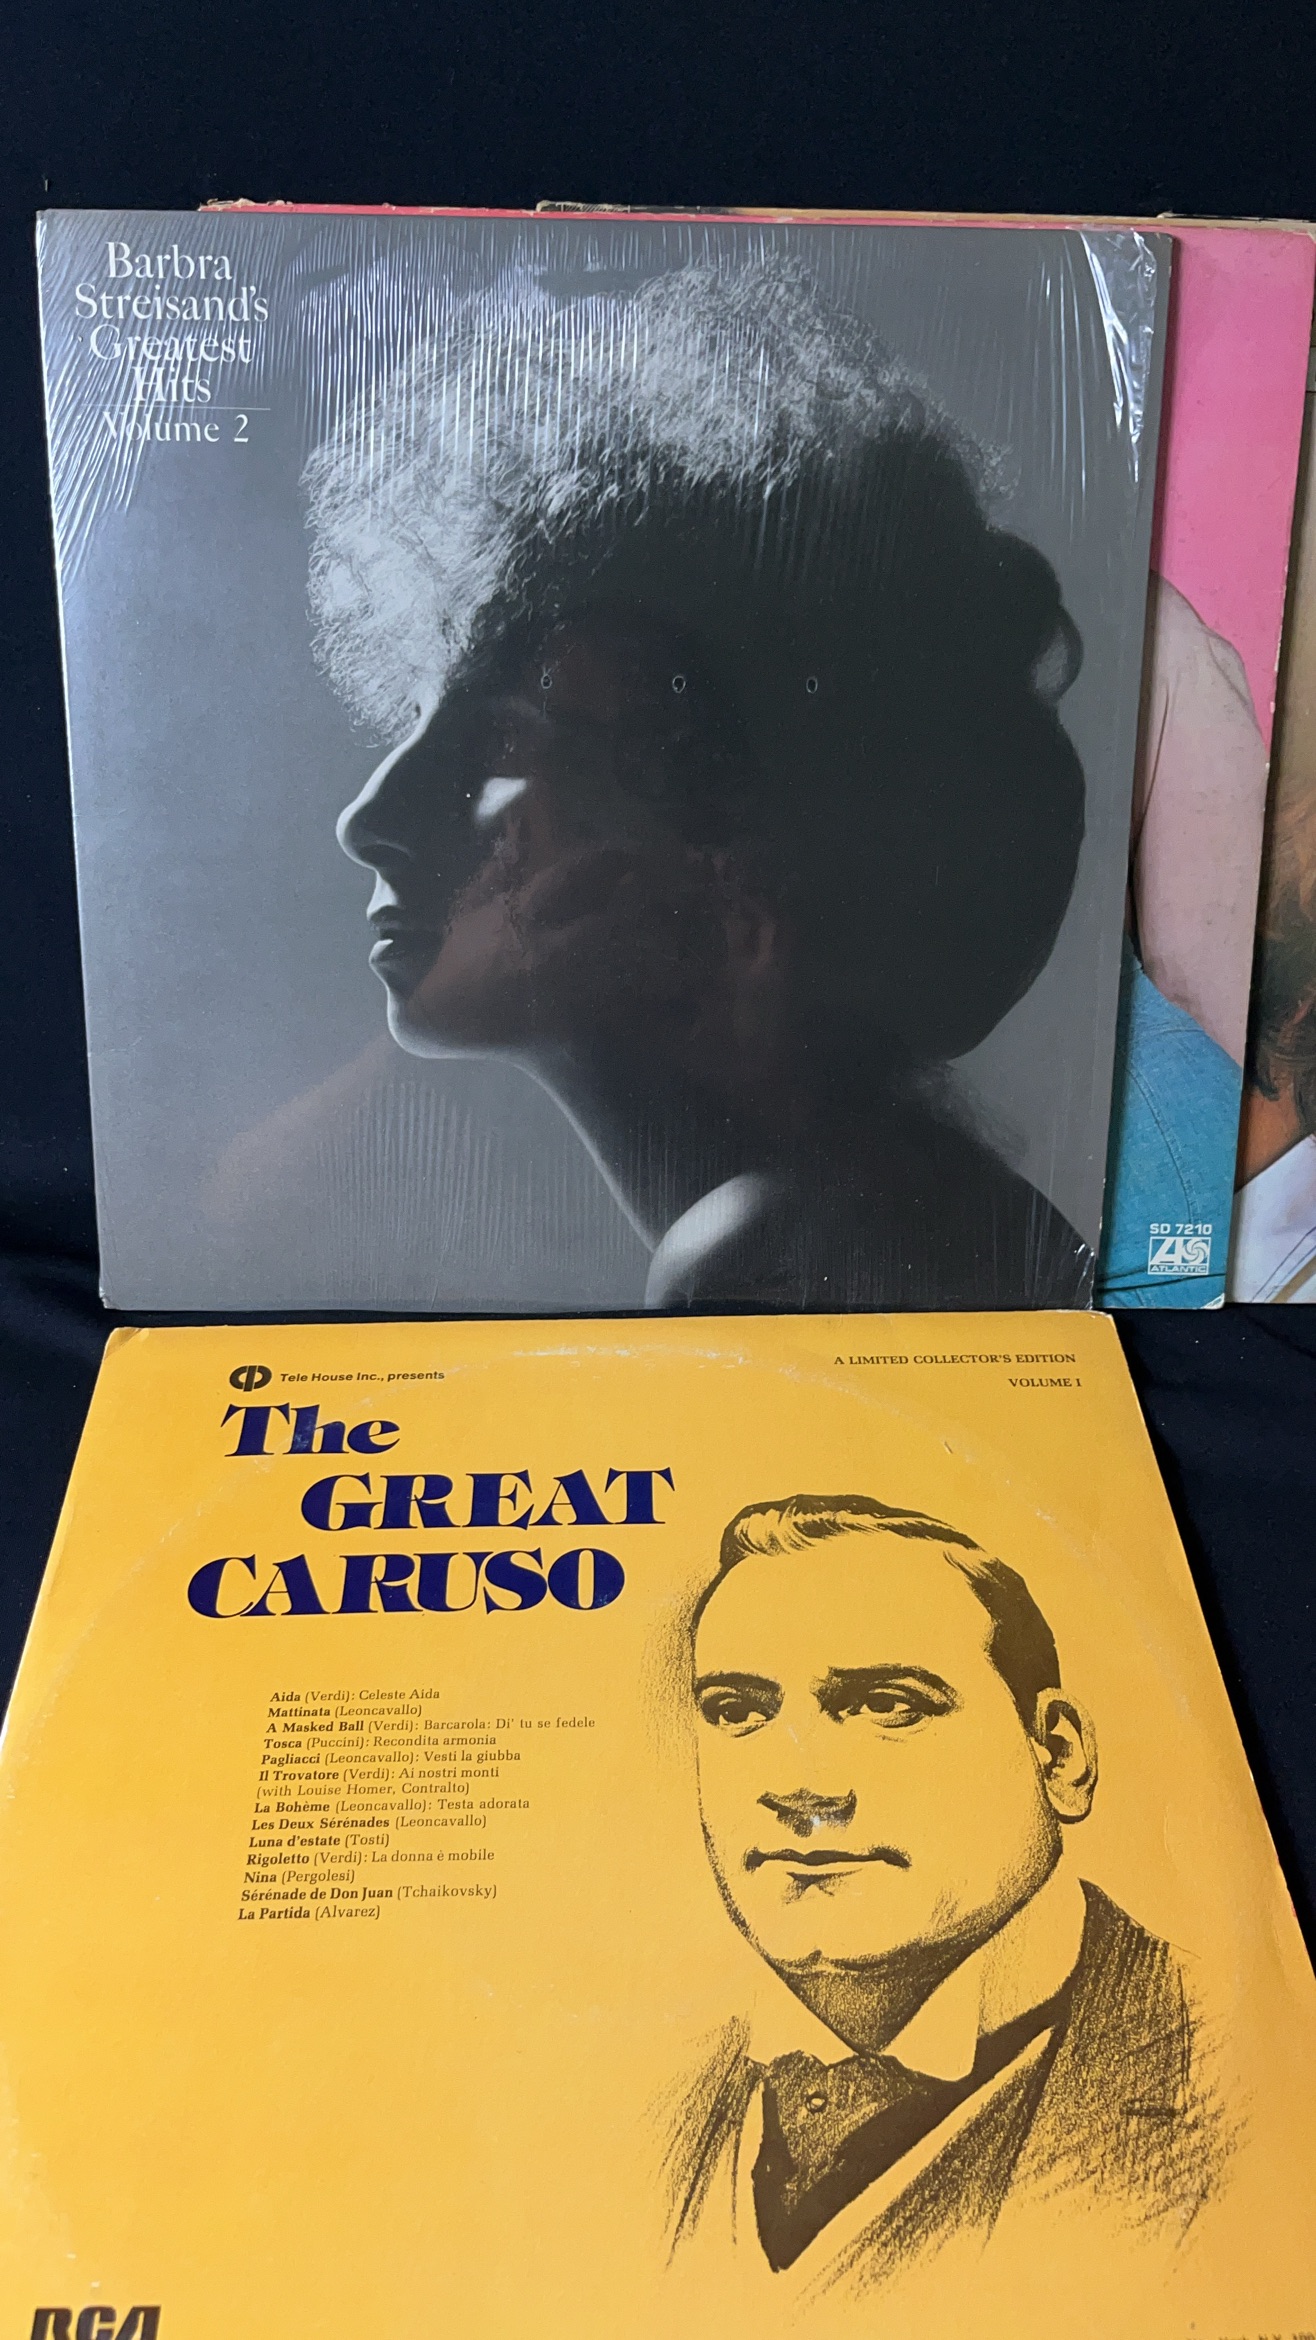 Barbra
Streisand's
Greatest
Hits
Volume 2
SD 7210
ATLANTIC
Tele House Inc., presents
A LIMITED COLLECTOR'S EDITION
VOLUME I
The
GREAT
CARUSO
Aida (Verdi): Celeste Aida
Mattinata (Leoncavallo)
A Masked Ball (Verdi): Barcarola: Di' tu se fedele
Tosca (Puccini): Recondita armonia
Pagliacci (Leoncavallo): Vesti la giubba
Il Trovatore (Verdi): Ai nostri monti
(with Louise Homer, Contralto)
La Bohème (Leoncavallo): Testa adorata
Les Deux Sérénades (Leoncavallo)
Luna d'estate (Tosti)
Rigoletto (Verdi): La donna è mobile
Nina (Pergolesi)
Sérénade de Don Juan (Tchaikovsky)
La Partida (Alvarez)
RCA